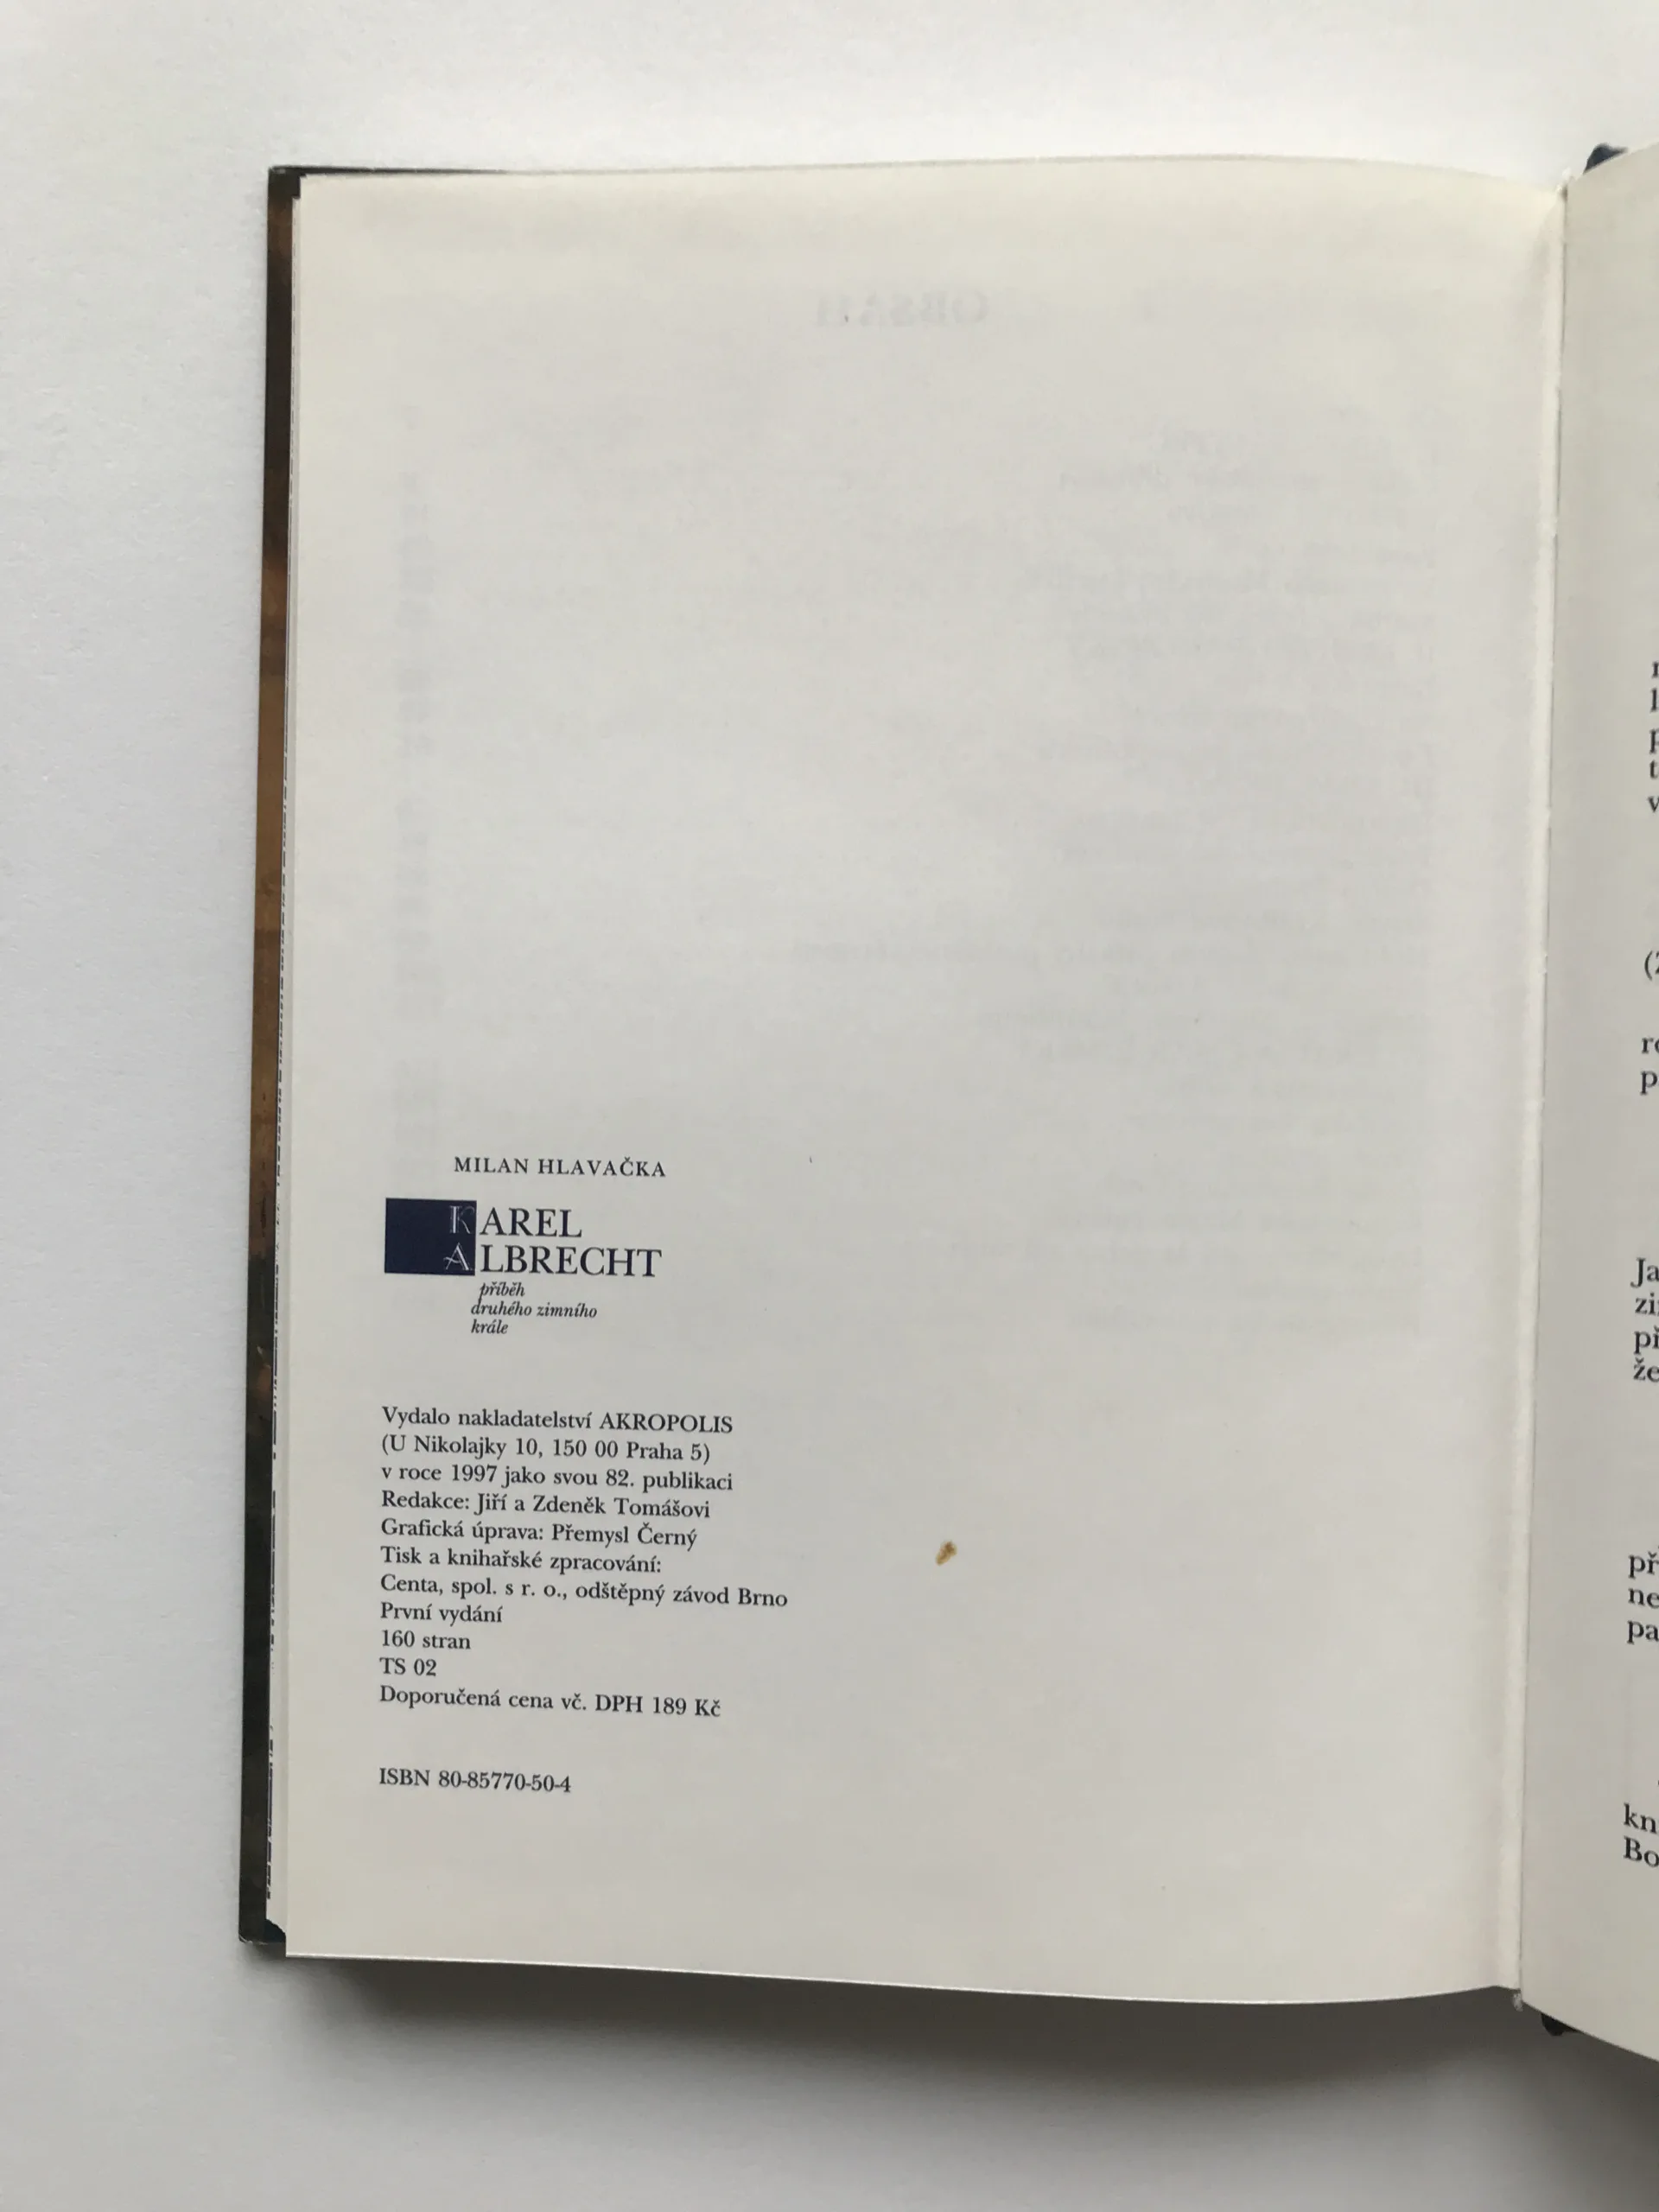 MILAN HLAVAČKA
KAREL
ALBRECHT
příběh
druhého zimního
krále
Vydalo nakladatelství AKROPOLIS
(U Nikolajky 10, 150 00 Praha 5)
v roce 1997 jako svou 82. publikaci
Redakce: Jiří a Zdeněk Tomášovi
Grafická úprava: Přemysl Černý
Tisk a knihařské zpracování:
Centa, spol. s r. o., odštěpný závod Brno
První vydání
160 stran
TS 02
Doporučená cena vč. DPH 189 Kč
ISBN 80-85770-50-4